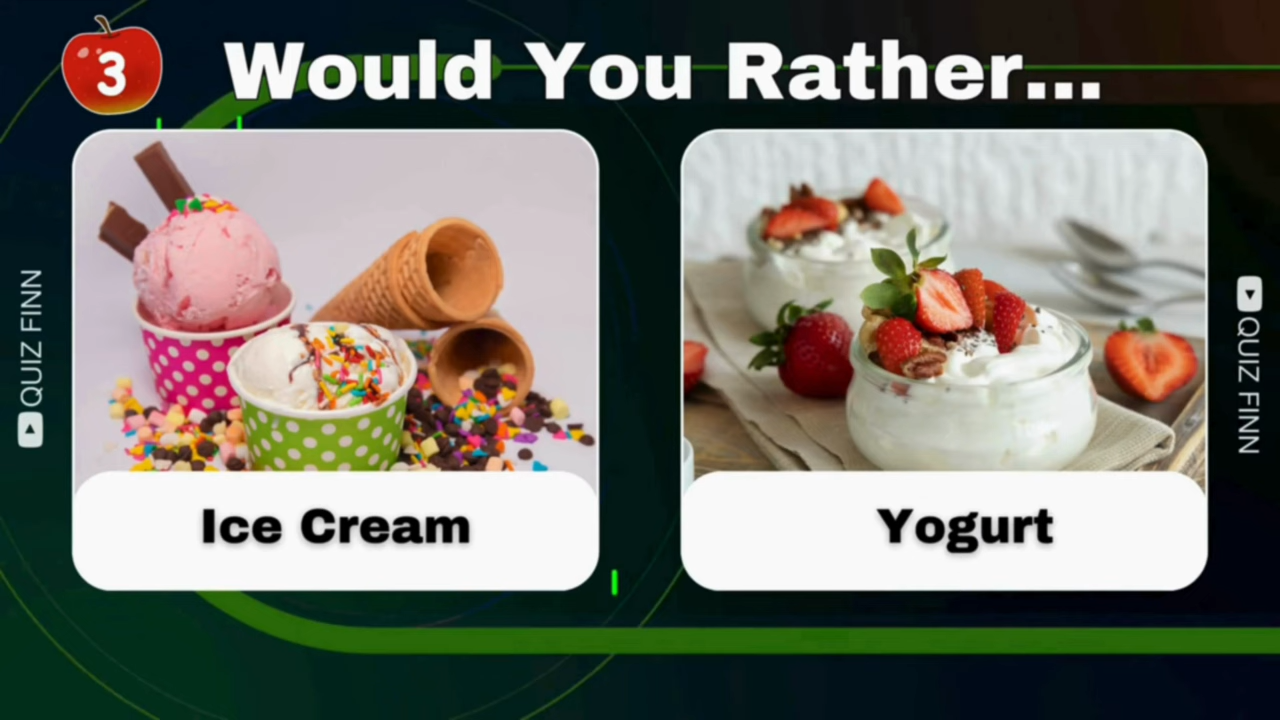 3
Would You Rather...
QUIZ FINN
Ice Cream
Yogurt
QUIZ FINN